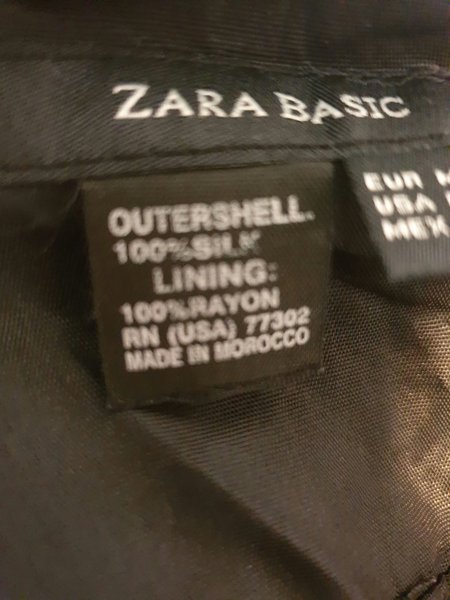 ZARA BASIC
OUTERSHELL.
100%SILK
LINING:
100%RAYON
RN (USA) 77302
MADE IN MOROCCO
EUR
USA
MEX